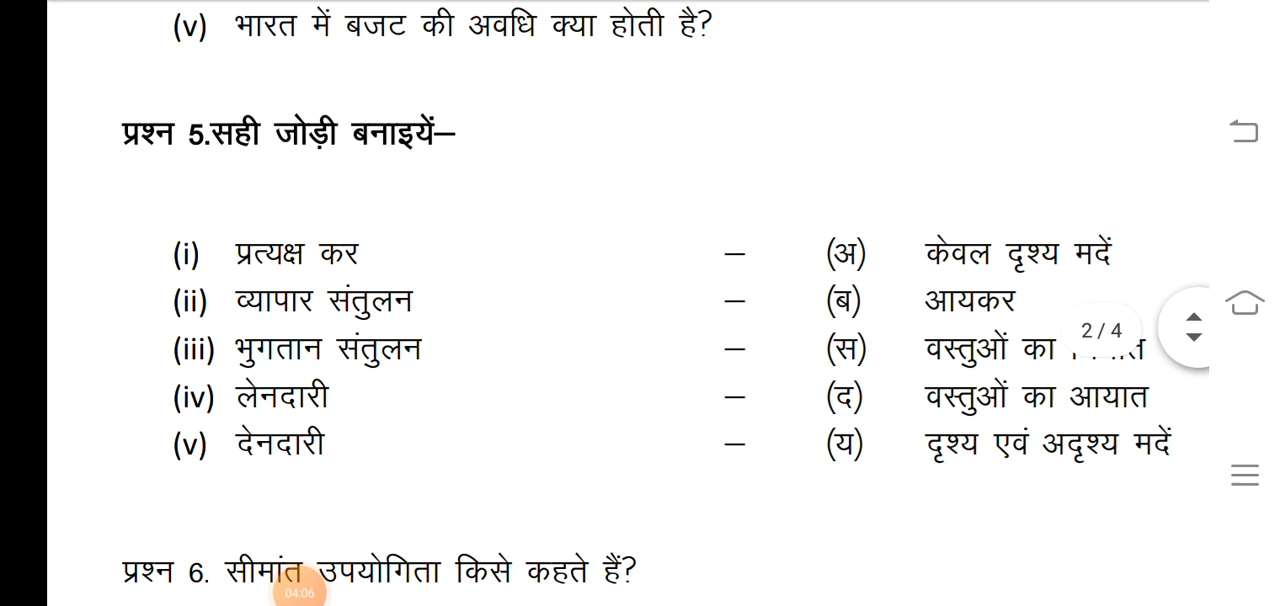 (v) भारत में बजट की अवधि क्या होती है?
प्रश्न 5.सही जोड़ी बनाइयें–
(i) प्रत्यक्ष कर – (अ) केवल दृश्य मदें
(ii) व्यापार संतुलन – (ब) आयकर
2 / 4
(iii) भुगतान संतुलन – (स) वस्तुओं का
(iv) लेनदारी – (द) वस्तुओं का आयात
(v) देनदारी – (य) दृश्य एवं अदृश्य मदें
प्रश्न 6. सीमांत उपयोगिता किसे कहते हैं?
04:06